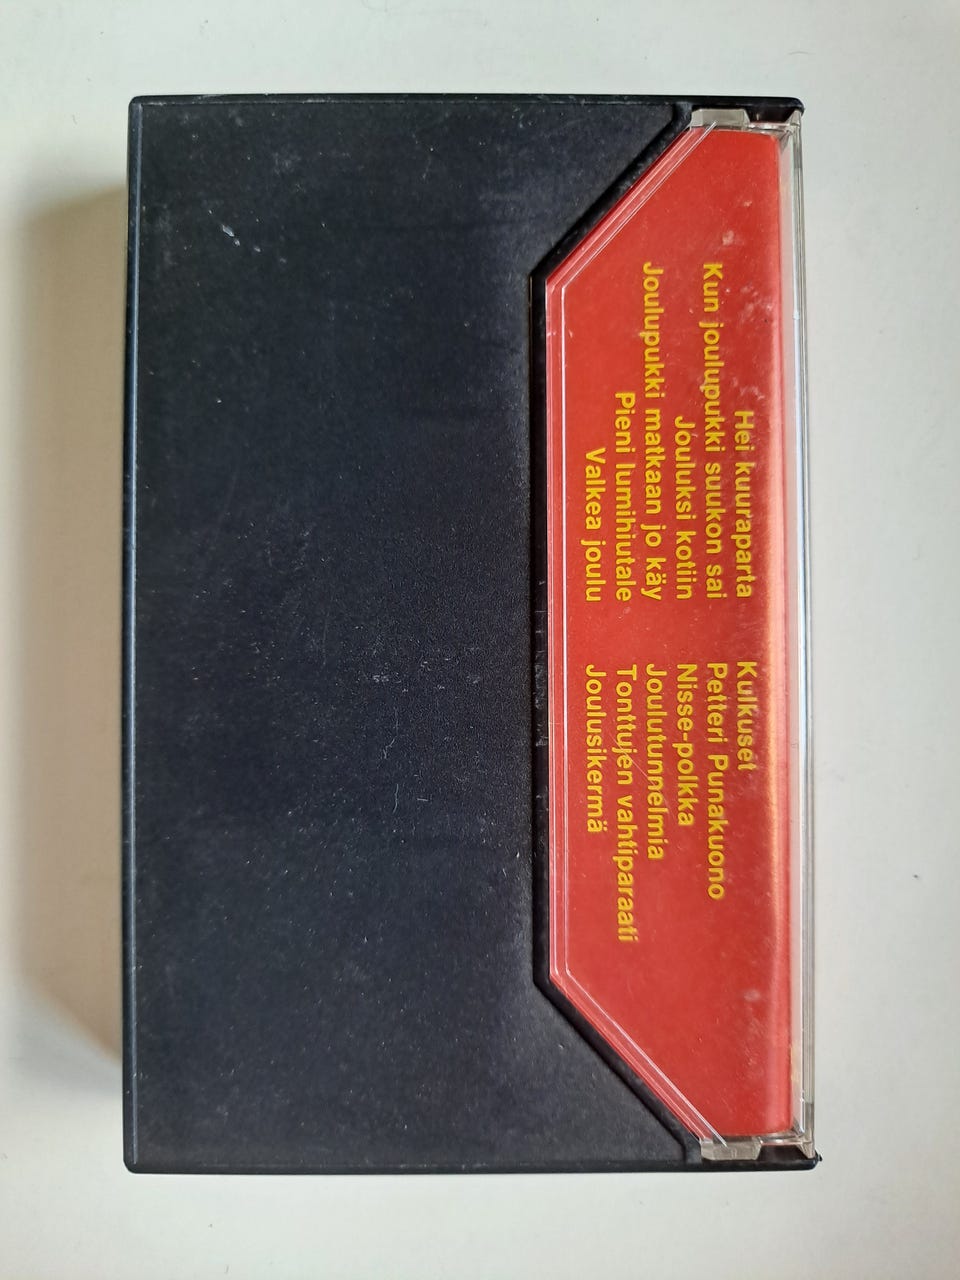 Hei kuuraparta
Kun joulupukki suukon sai
Jouluksi kotiin
Joulupukki matkaan jo käy
Pieni lumihiutale
Valkea joulu
Kulkuset
Petteri Punakuono
Nisse-polkka
Joulutunnelmia
Tonttujen vahtiparaati
Joulusikermä